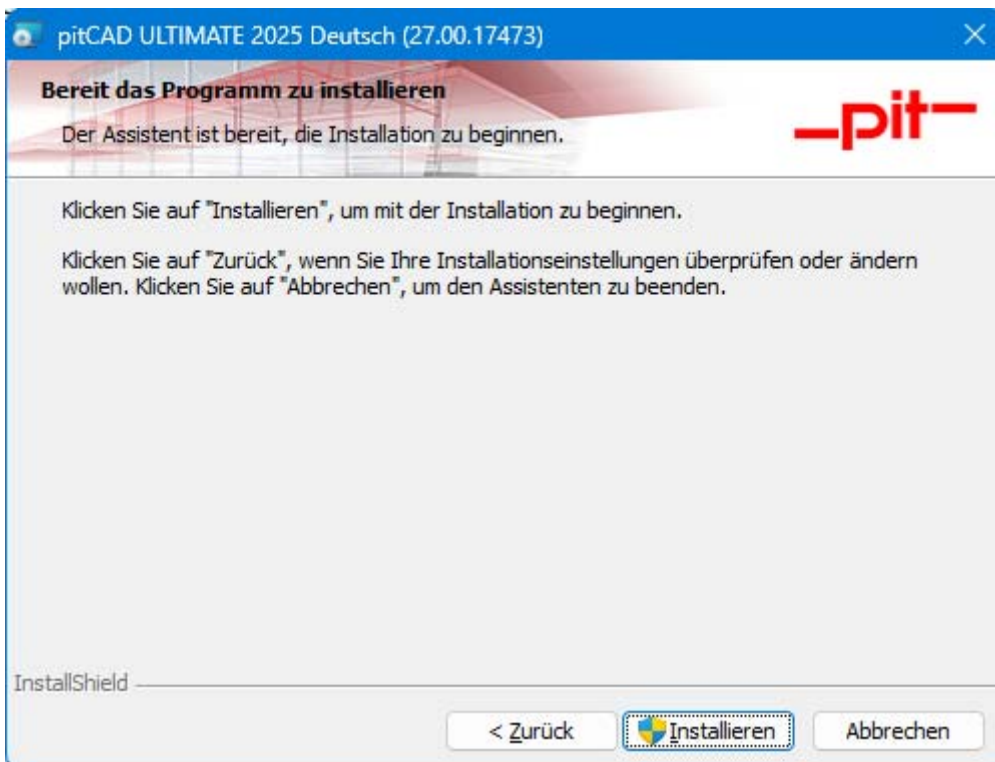 pitCAD ULTIMATE 2025 Deutsch (27.00.17473)
Bereit das Programm zu installieren
Der Assistent ist bereit, die Installation zu beginnen.
pit
Klicken Sie auf "Installieren", um mit der Installation zu beginnen.
Klicken Sie auf "Zurück", wenn Sie Ihre Installationseinstellungen überprüfen oder ändern
wollen. Klicken Sie auf "Abbrechen", um den Assistenten zu beenden.
InstallShield
< Zurück Installieren Abbrechen